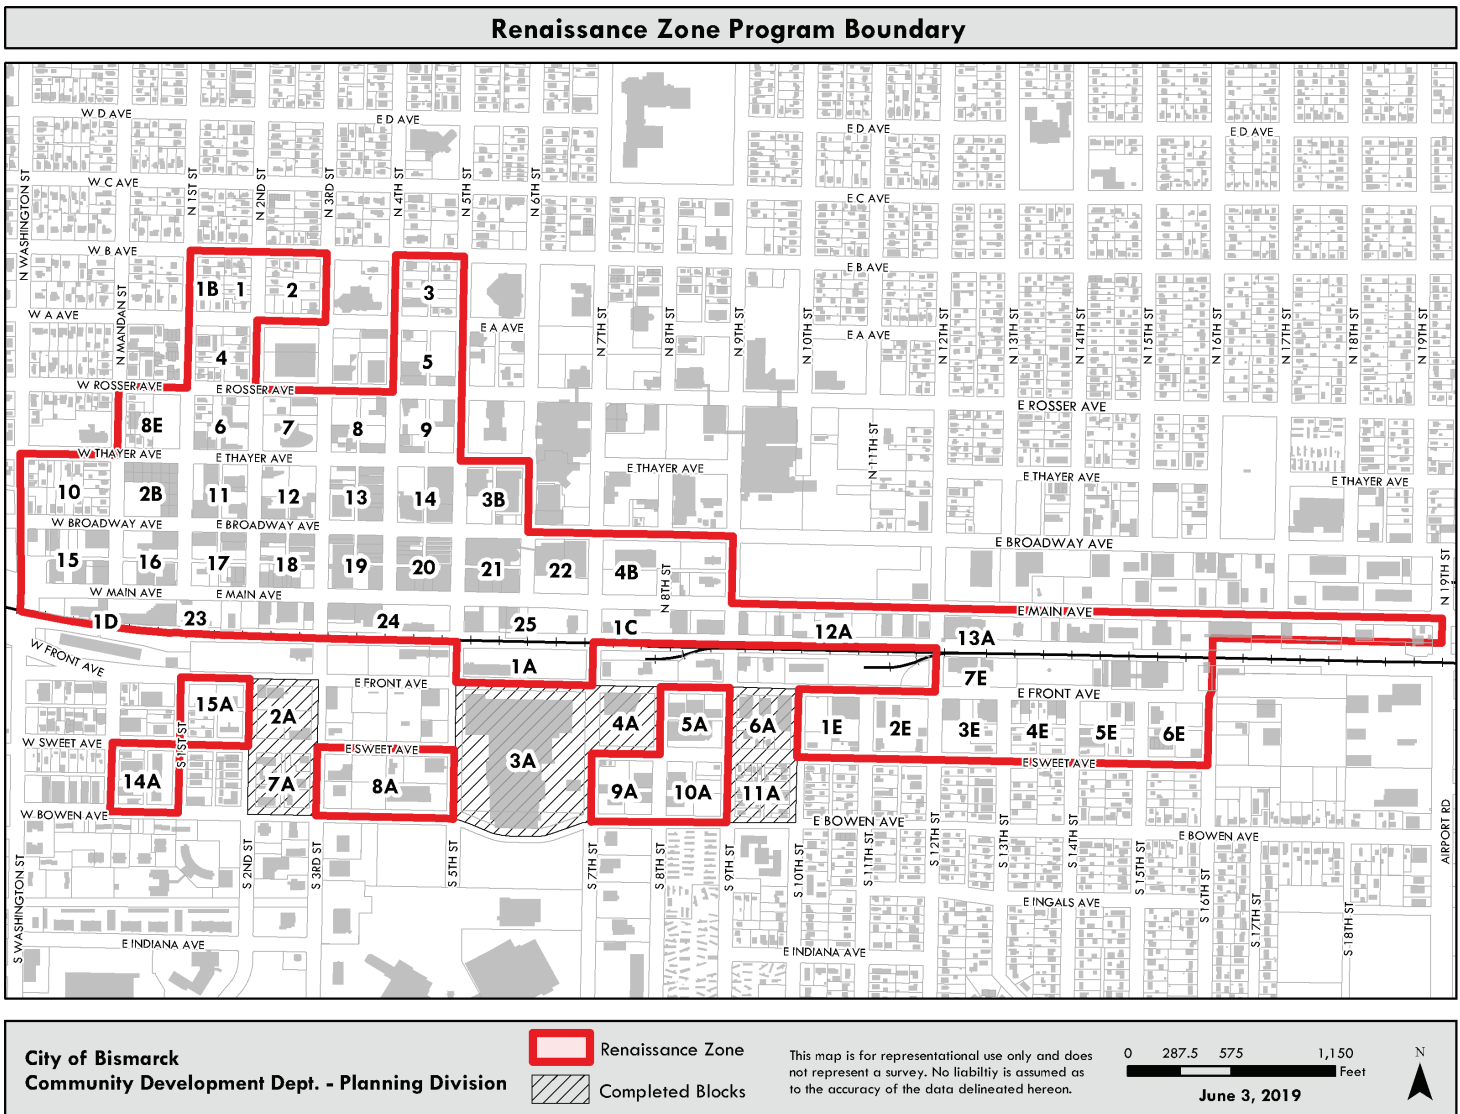 Renaissance Zone Program Boundary
W D AVE
E D AVE
E D AVE
E D AVE
W C AVE
E C AVE
N WASHINGTON ST
N 1ST ST
N 2ND ST
N 3RD ST
N 4TH ST
N 5TH ST
N 6TH ST
W B AVE
E B AVE
1B
1
2
3
W A AVE
E A AVE
E A AVE
N MANDAN ST
N 7TH ST
N 8TH ST
N 9TH ST
N 10TH ST
N 12TH ST
N 13TH ST
N 14TH ST
N 15TH ST
N 16TH ST
N 17TH ST
N 18TH ST
N 19TH ST
4
5
W ROSSER AVE
E ROSSER AVE
E ROSSER AVE
8E
6
7
8
9
N 11TH ST
W THAYER AVE
E THAYER AVE
E THAYER AVE
E THAYER AVE
E THAYER AVE
10
2B
11
12
13
14
3B
W BROADWAY AVE
E BROADWAY AVE
E BROADWAY AVE
15
16
17
18
19
20
21
22
4B
N 8TH ST
N 19TH ST
W MAIN AVE
E MAIN AVE
E MAIN AVE
1D
23
24
25
1C
12A
13A
W FRONT AVE
1A
7E
E FRONT AVE
E FRONT AVE
15A
2A
4A
5A
6A
1E
2E
3E
4E
5E
6E
W SWEET AVE
S 1ST ST
E SWEET AVE
E SWEET AVE
3A
14A
7A
8A
9A
10A
11A
W BOWEN AVE
E BOWEN AVE
E BOWEN AVE
S WASHINGTON ST
S 2ND ST
S 3RD ST
S 5TH ST
S 7TH ST
S 8TH ST
S 9TH ST
S 10TH ST
S 11TH ST
S 12TH ST
S 13TH ST
S 14TH ST
S 15TH ST
S 16TH ST
S 17TH ST
S 18TH ST
AIRPORT RD
E INGALS AVE
E INDIANA AVE
E INDIANA AVE
City of Bismarck
Community Development Dept. - Planning Division
Renaissance Zone
Completed Blocks
This map is for representational use only and does
not represent a survey. No liabiltiy is assumed as
to the accuracy of the data delineated hereon.
0 287.5 575 1,150
Feet
June 3, 2019
N